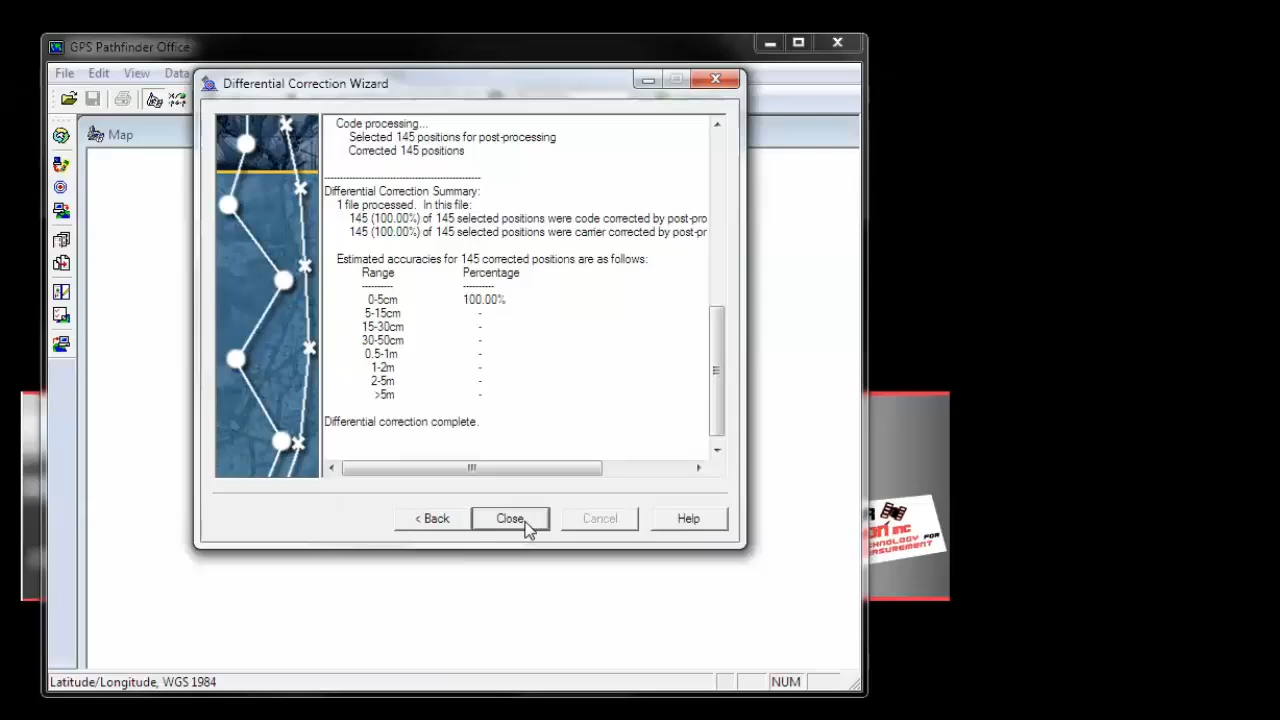 GPS Pathfinder Office
File Edit View Data
Differential Correction Wizard
Map
Code processing...
Selected 145 positions for post-processing
Corrected 145 positions
----------------------------------------
Differential Correction Summary:
1 file processed. In this file:
145 (100.00%) of 145 selected positions were code corrected by post-pro
145 (100.00%) of 145 selected positions were carrier corrected by post-pr
Estimated accuracies for 145 corrected positions are as follows:
Range Percentage
---------- ----------
0-5cm 100.00%
5-15cm -
15-30cm -
30-50cm -
0.5-1m -
1-2m -
2-5m -
>5m -
Differential correction complete.
< Back Close Cancel Help
INC
CHNOLOGY FOR
SUREMENT
Latitude/Longitude, WGS 1984 NUM